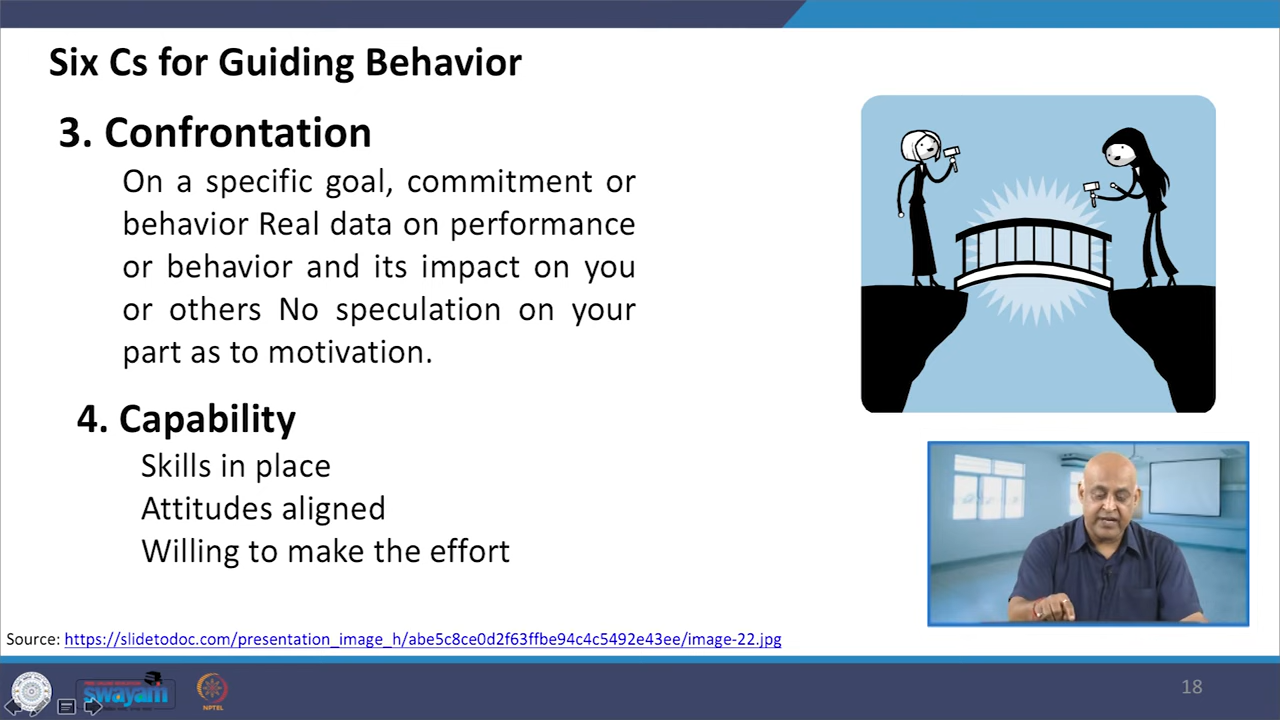 Six Cs for Guiding Behavior
3. Confrontation
On a specific goal, commitment or
behavior Real data on performance
or behavior and its impact on you
or others No speculation on your
part as to motivation.
4. Capability
Skills in place
Attitudes aligned
Willing to make the effort
Source: https://slidetodoc.com/presentation_image_h/abe5c8ce0d2f63ffbe94c4c5492e43ee/image-22.jpg
swayam
NPTEL
18